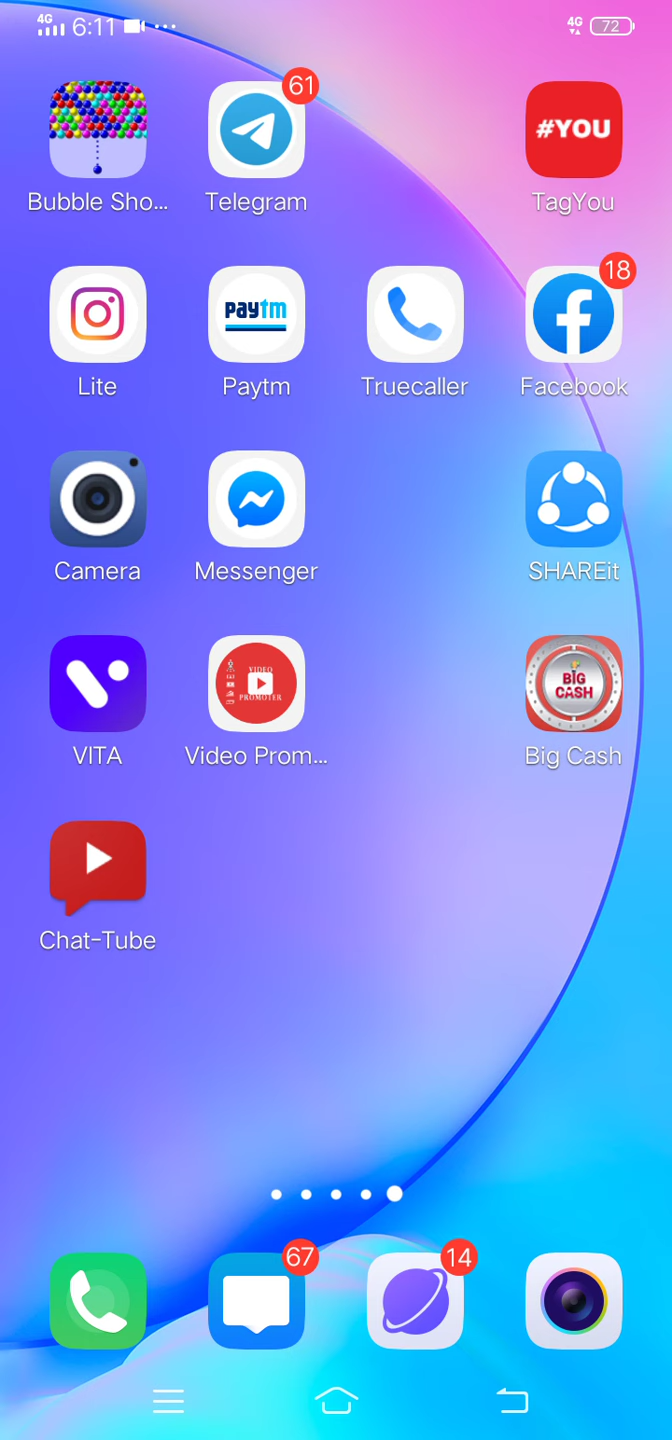 4G 6:11 ... 4G 72
61
#YOU
Bubble Sho... Telegram TagYou
18
paytm
Lite Paytm Truecaller Facebook
Camera Messenger SHAREit
VIDEO
PROMOTER
BIG
CASH
VITA Video Prom... Big Cash
Chat-Tube
67 14